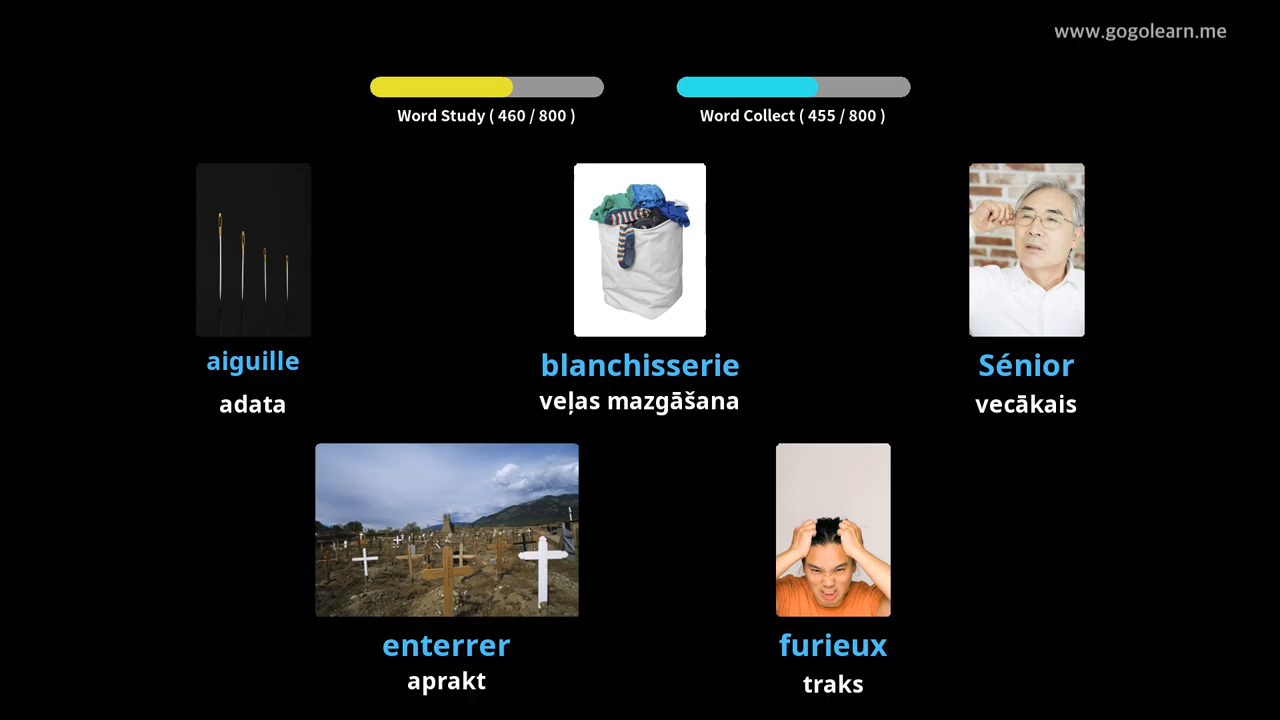 www.gogolearn.me
Word Study ( 460 / 800 )
Word Collect ( 455 / 800 )
aiguille
adata
blanchisserie
veļas mazgāšana
Sénior
vecākais
enterrer
aprakt
furieux
traks